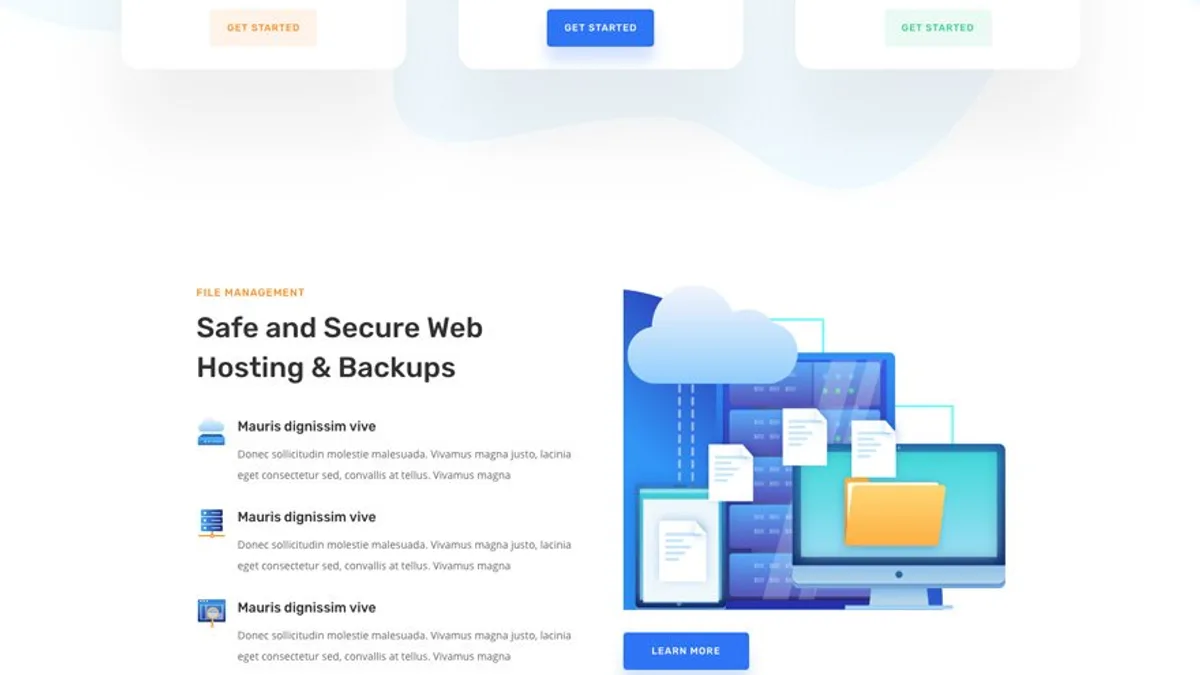 GET STARTED
GET STARTED
GET STARTED
FILE MANAGEMENT
Safe and Secure Web
Hosting & Backups
Mauris dignissim vive
Donec sollicitudin molestie malesuada. Vivamus magna justo, lacinia
eget consectetur sed, convallis at tellus. Vivamus magna
Mauris dignissim vive
Donec sollicitudin molestie malesuada. Vivamus magna justo, lacinia
eget consectetur sed, convallis at tellus. Vivamus magna
Mauris dignissim vive
Donec sollicitudin molestie malesuada. Vivamus magna justo, lacinia
eget consectetur sed, convallis at tellus. Vivamus magna
LEARN MORE